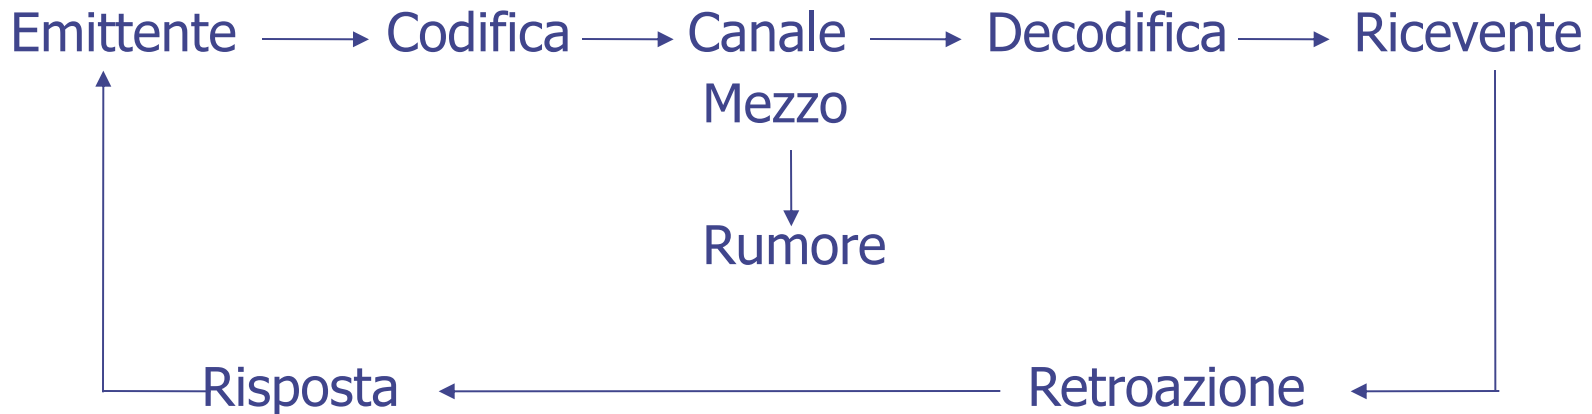 Emittente Codifica Canale Decodifica Ricevente
Mezzo
Rumore
Risposta Retroazione